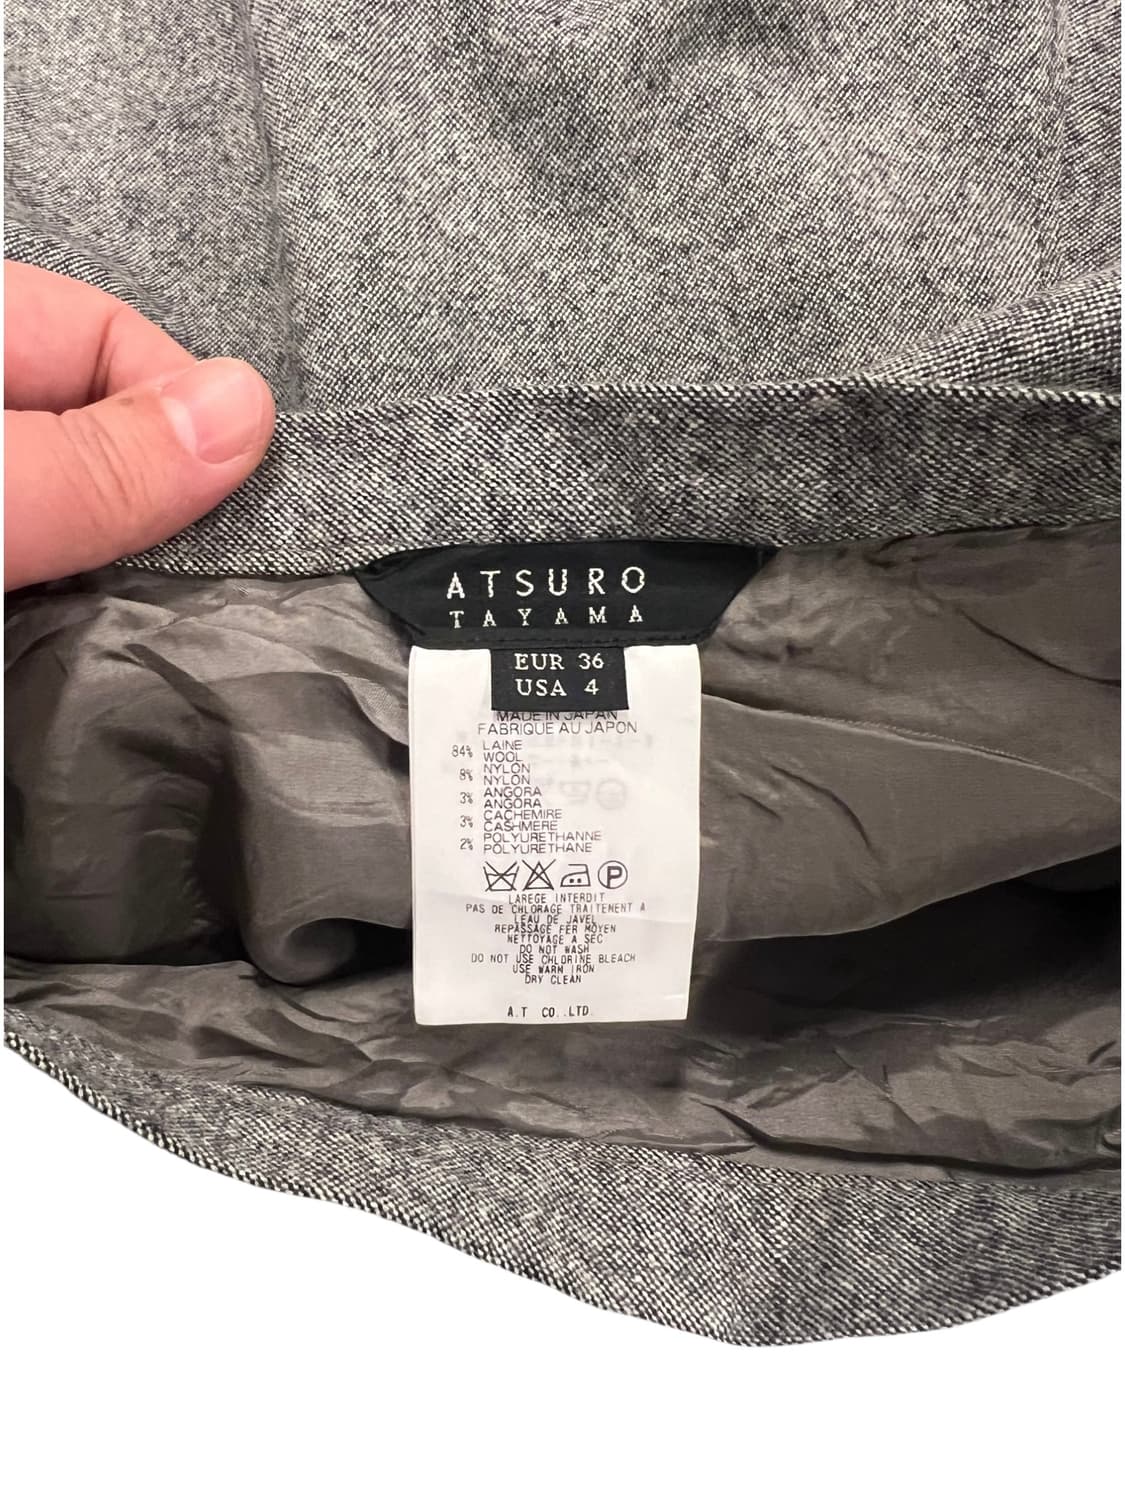 ATSURO
TAYAMA
EUR 36
USA 4
MADE IN JAPAN
FABRIQUE AU JAPON
84% LAINE
WOOL
8% NYLON
NYLON
3% ANGORA
ANGORA
3% CACHEMIRE
CASHMERE
2% POLYURETHANNE
POLYURETHANE
P
LAREGE INTERDIT
PAS DE CHLORAGE TRAITEMENT A
LEAU DE JAVEL
REPASSAGE FER MOYEN
NETTOYAGE A SEC
DO NOT WASH
DO NOT USE CHLORINE BLEACH
USE WARN IRON
DRY CLEAN
A.T CO.,LTD.